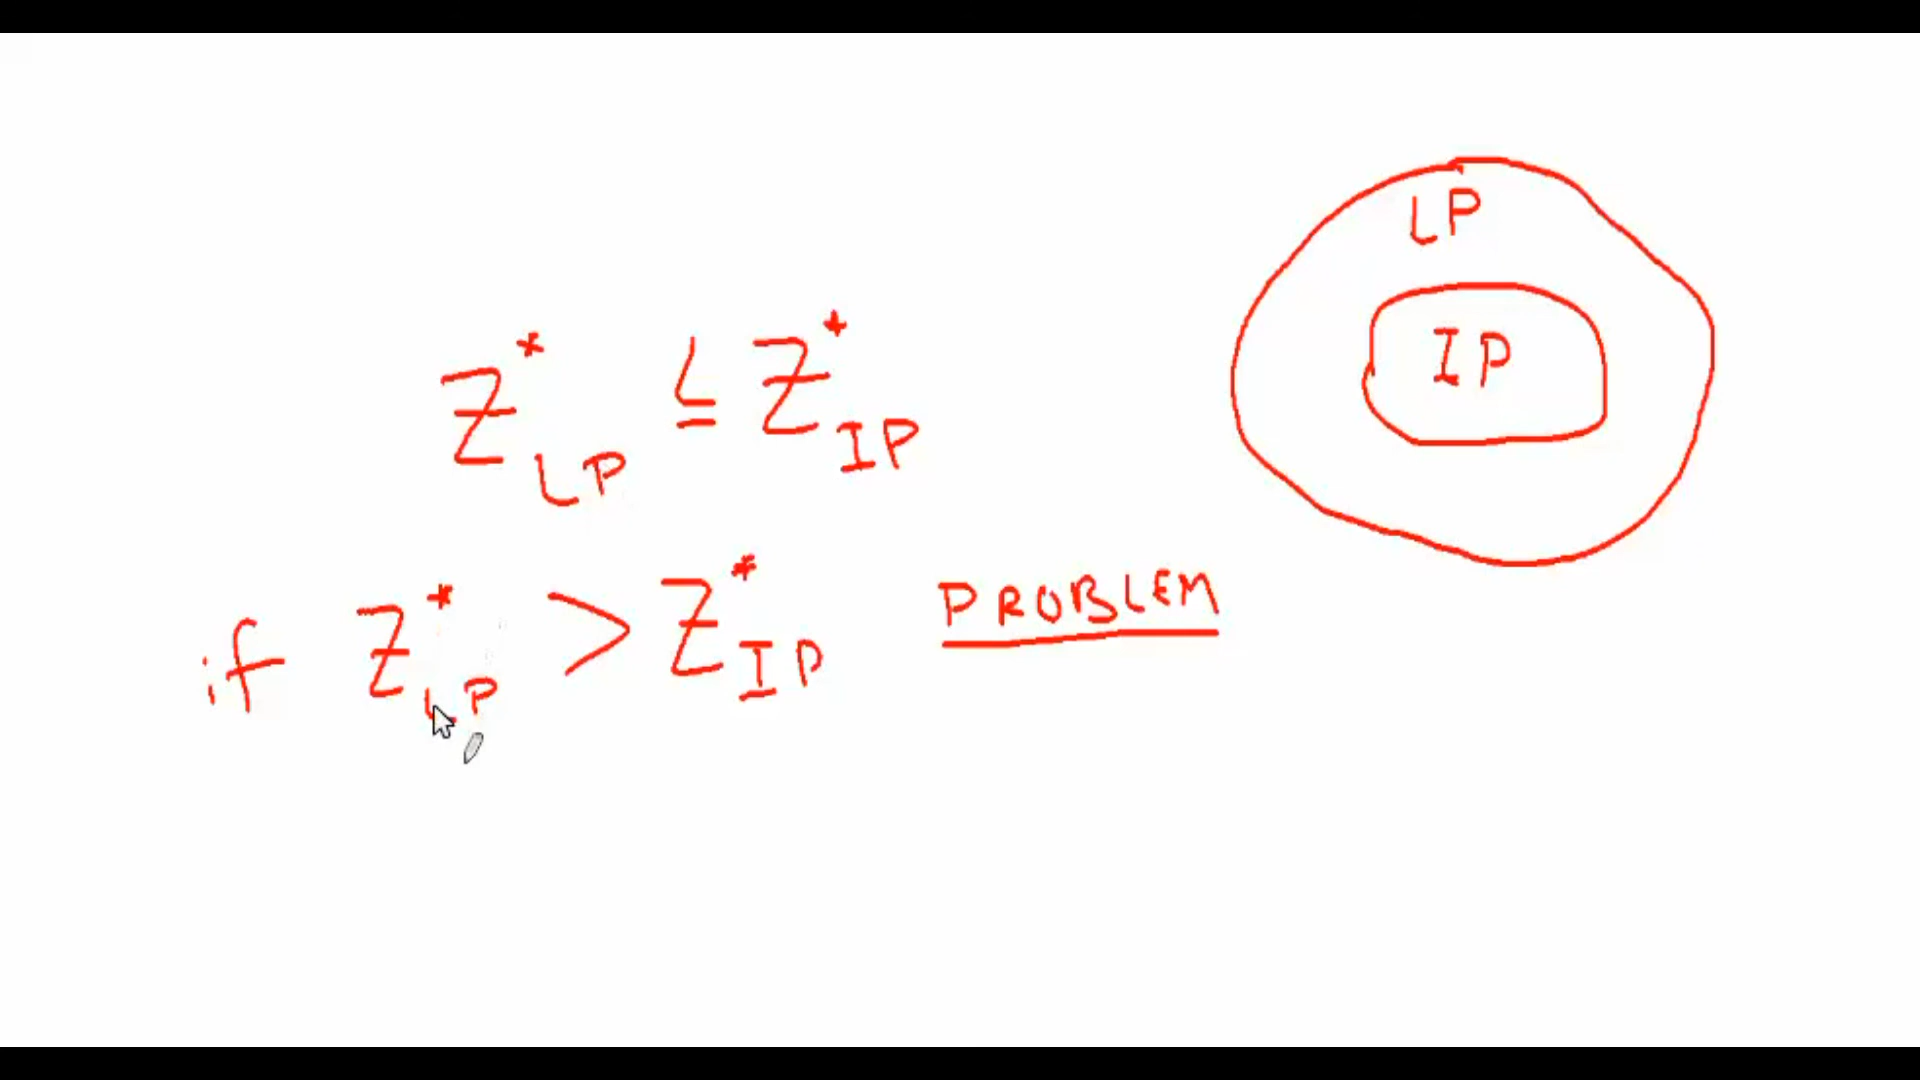 LP
IP
Z*LP ≤ Z*IP
if Z*LP > Z*IP PROBLEM